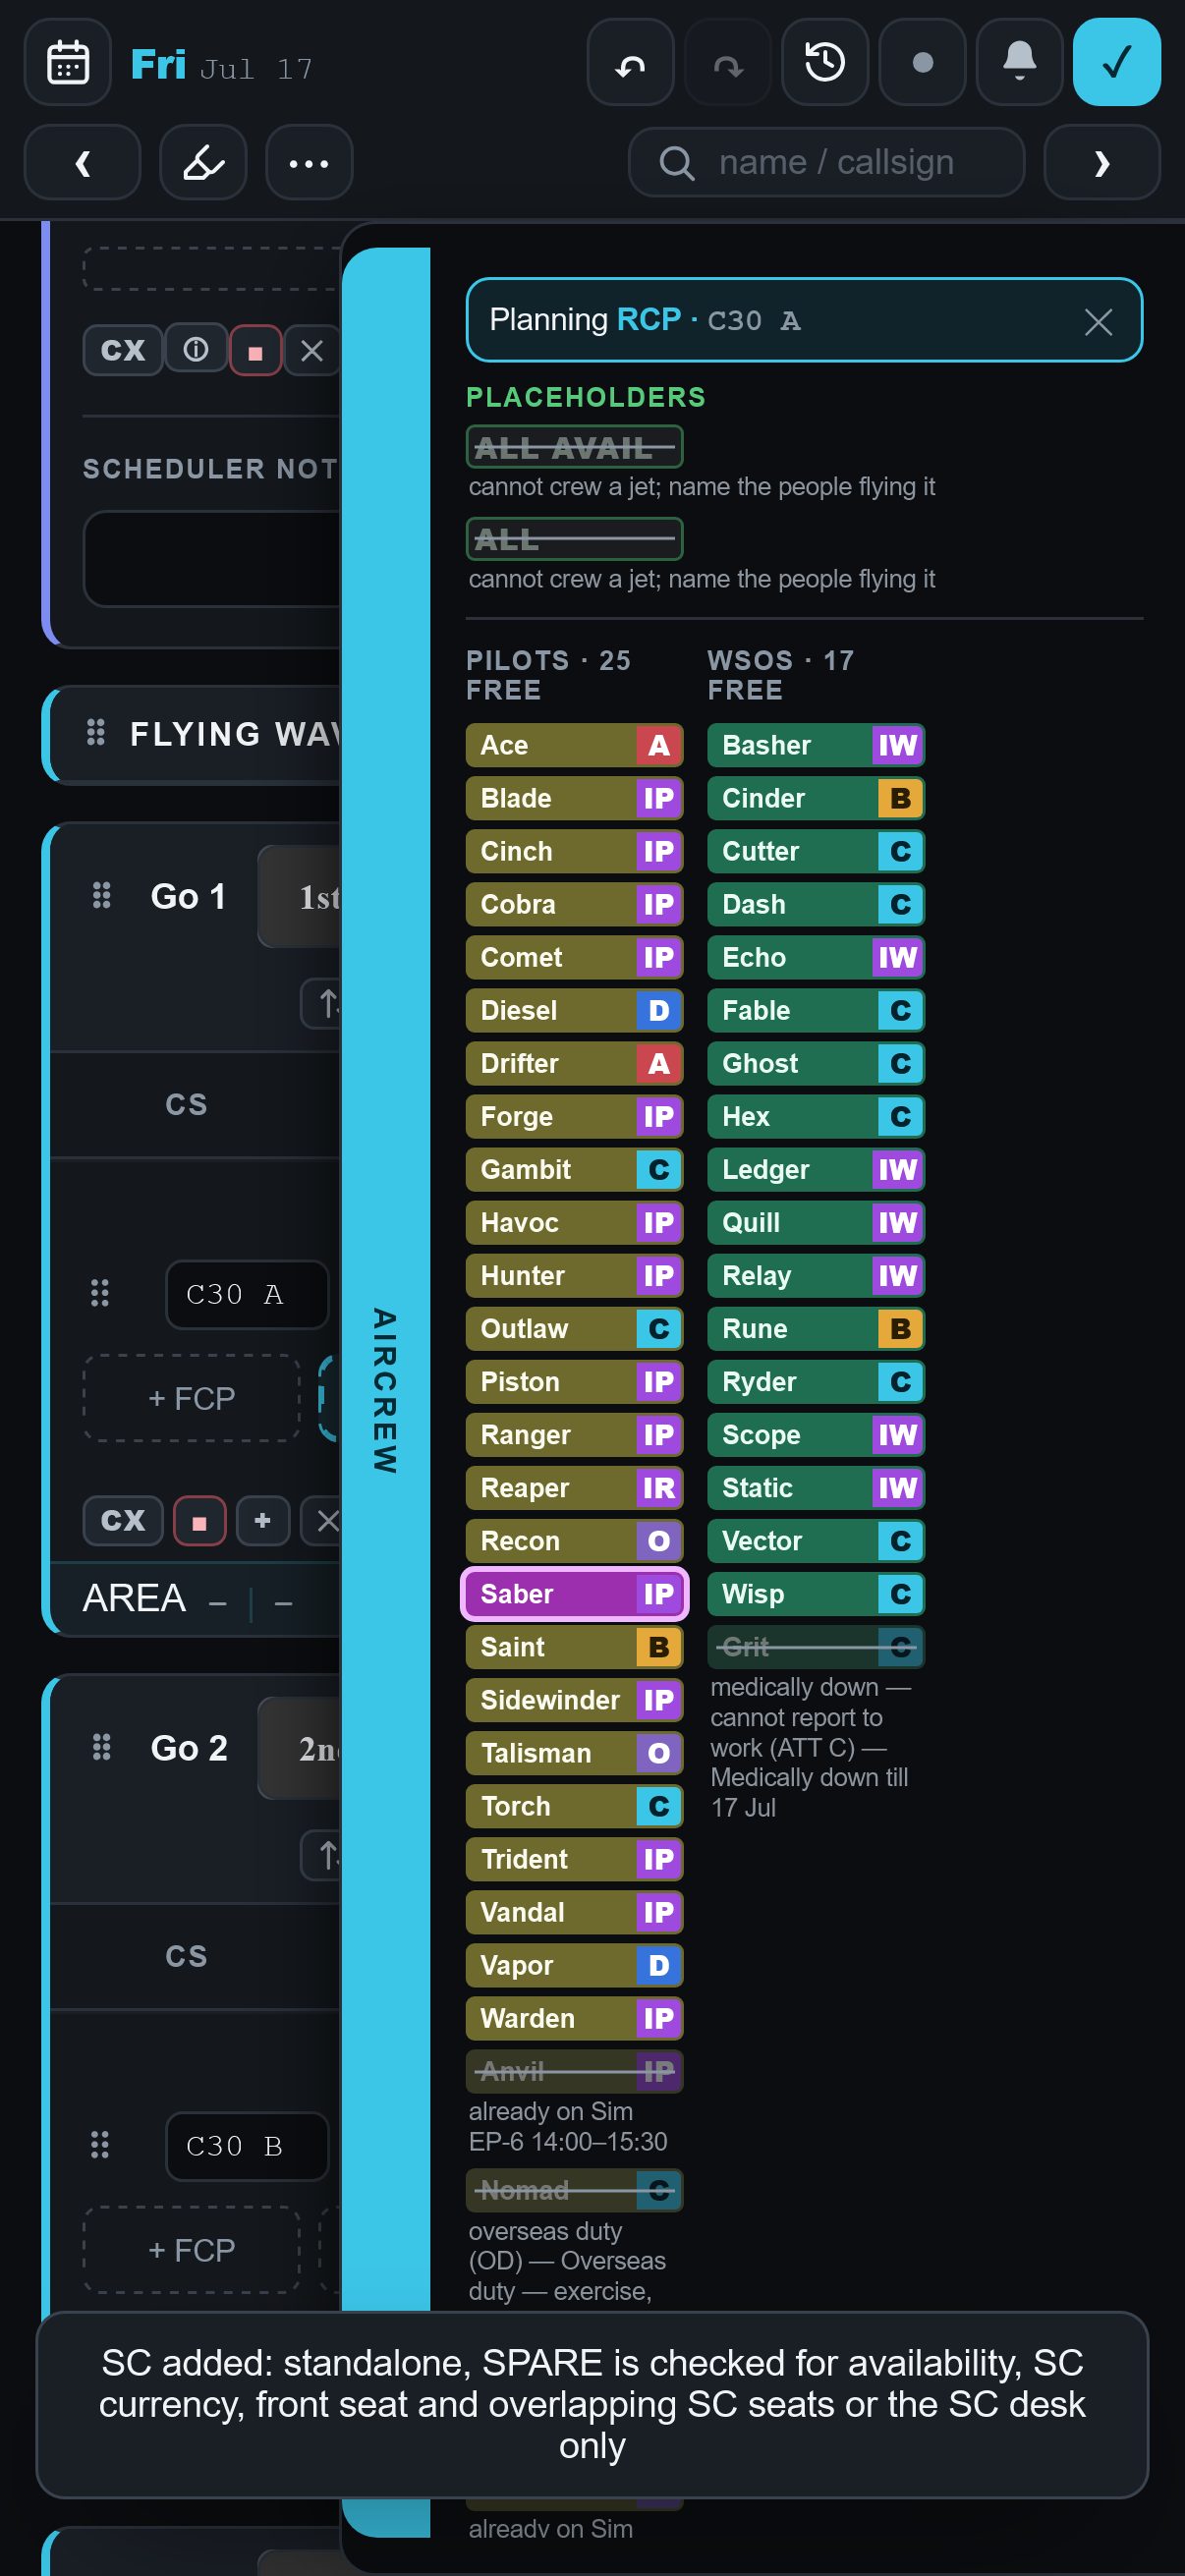 Fri Jul 17
name / callsign
CX
SCHEDULER NOT
FLYING WAV
Go 1 1st
CS
C30 A
+ FCP
CX
AREA – | –
Go 2 2nd
CS
C30 B
+ FCP
AIRCREW
Planning RCP · C30 A
PLACEHOLDERS
ALL AVAIL
cannot crew a jet; name the people flying it
ALL
cannot crew a jet; name the people flying it
PILOTS · 25
FREE
Ace A
Blade IP
Cinch IP
Cobra IP
Comet IP
Diesel D
Drifter A
Forge IP
Gambit C
Havoc IP
Hunter IP
Outlaw C
Piston IP
Ranger IP
Reaper IR
Recon O
Saber IP
Saint B
Sidewinder IP
Talisman O
Torch C
Trident IP
Vandal IP
Vapor D
Warden IP
Anvil IP
already on Sim
EP-6 14:00–15:30
Nomad C
overseas duty
(OD) — Overseas
duty — exercise,
already on Sim
WSOS · 17
FREE
Basher IW
Cinder B
Cutter C
Dash C
Echo IW
Fable C
Ghost C
Hex C
Ledger IW
Quill IW
Relay IW
Rune B
Ryder C
Scope IW
Static IW
Vector C
Wisp C
Grit C
medically down —
cannot report to
work (ATT C) —
Medically down till
17 Jul
SC added: standalone, SPARE is checked for availability, SC
currency, front seat and overlapping SC seats or the SC desk
only